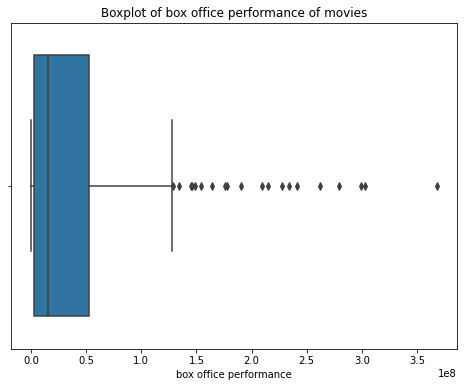 Boxplot of box office performance of movies
0.0 0.5 1.0 1.5 2.0 2.5 3.0 3.5
1e8
box office performance